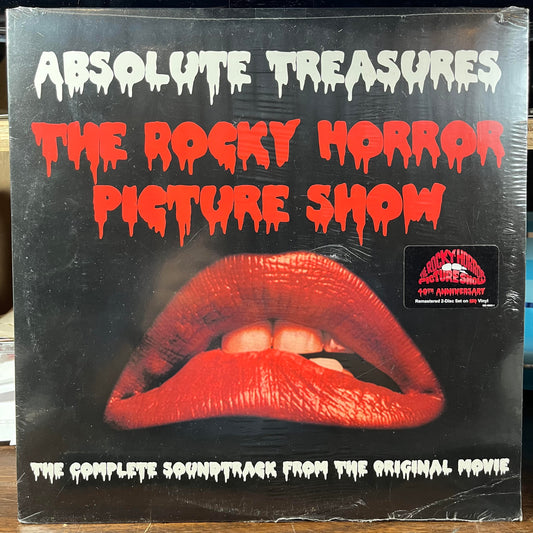 ABSOLUTE TREASURES
THE ROCKY HORROR
PICTURE SHOW
THE ROCKY HORROR
PICTURE SHOW
40TH ANNIVERSARY
Remastered 2-Disc Set on RED Vinyl
THE COMPLETE SOUNDTRACK FROM THE ORIGINAL MOVIE